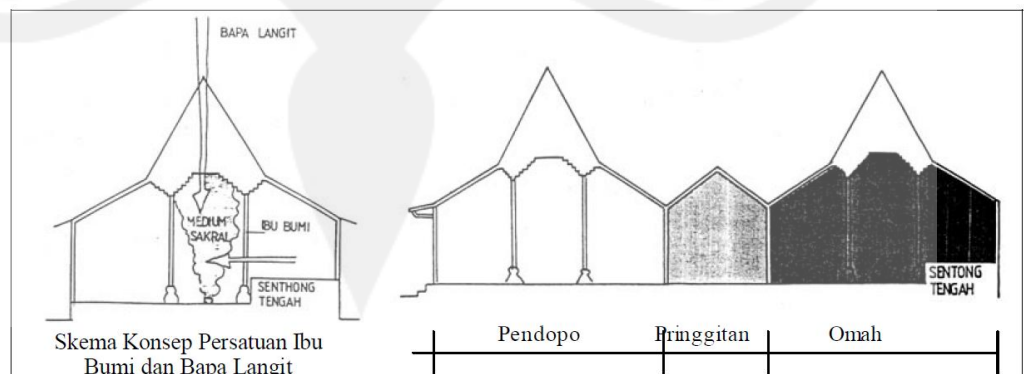 BAPA LANGIT
MEDIUM
SAKRAL
IBU BUMI
SENTHONG
TENGAH
Skema Konsep Persatuan Ibu
Bumi dan Bapa Langit
SENTONG
TENGAH
Pendopo
Pringgitan
Omah